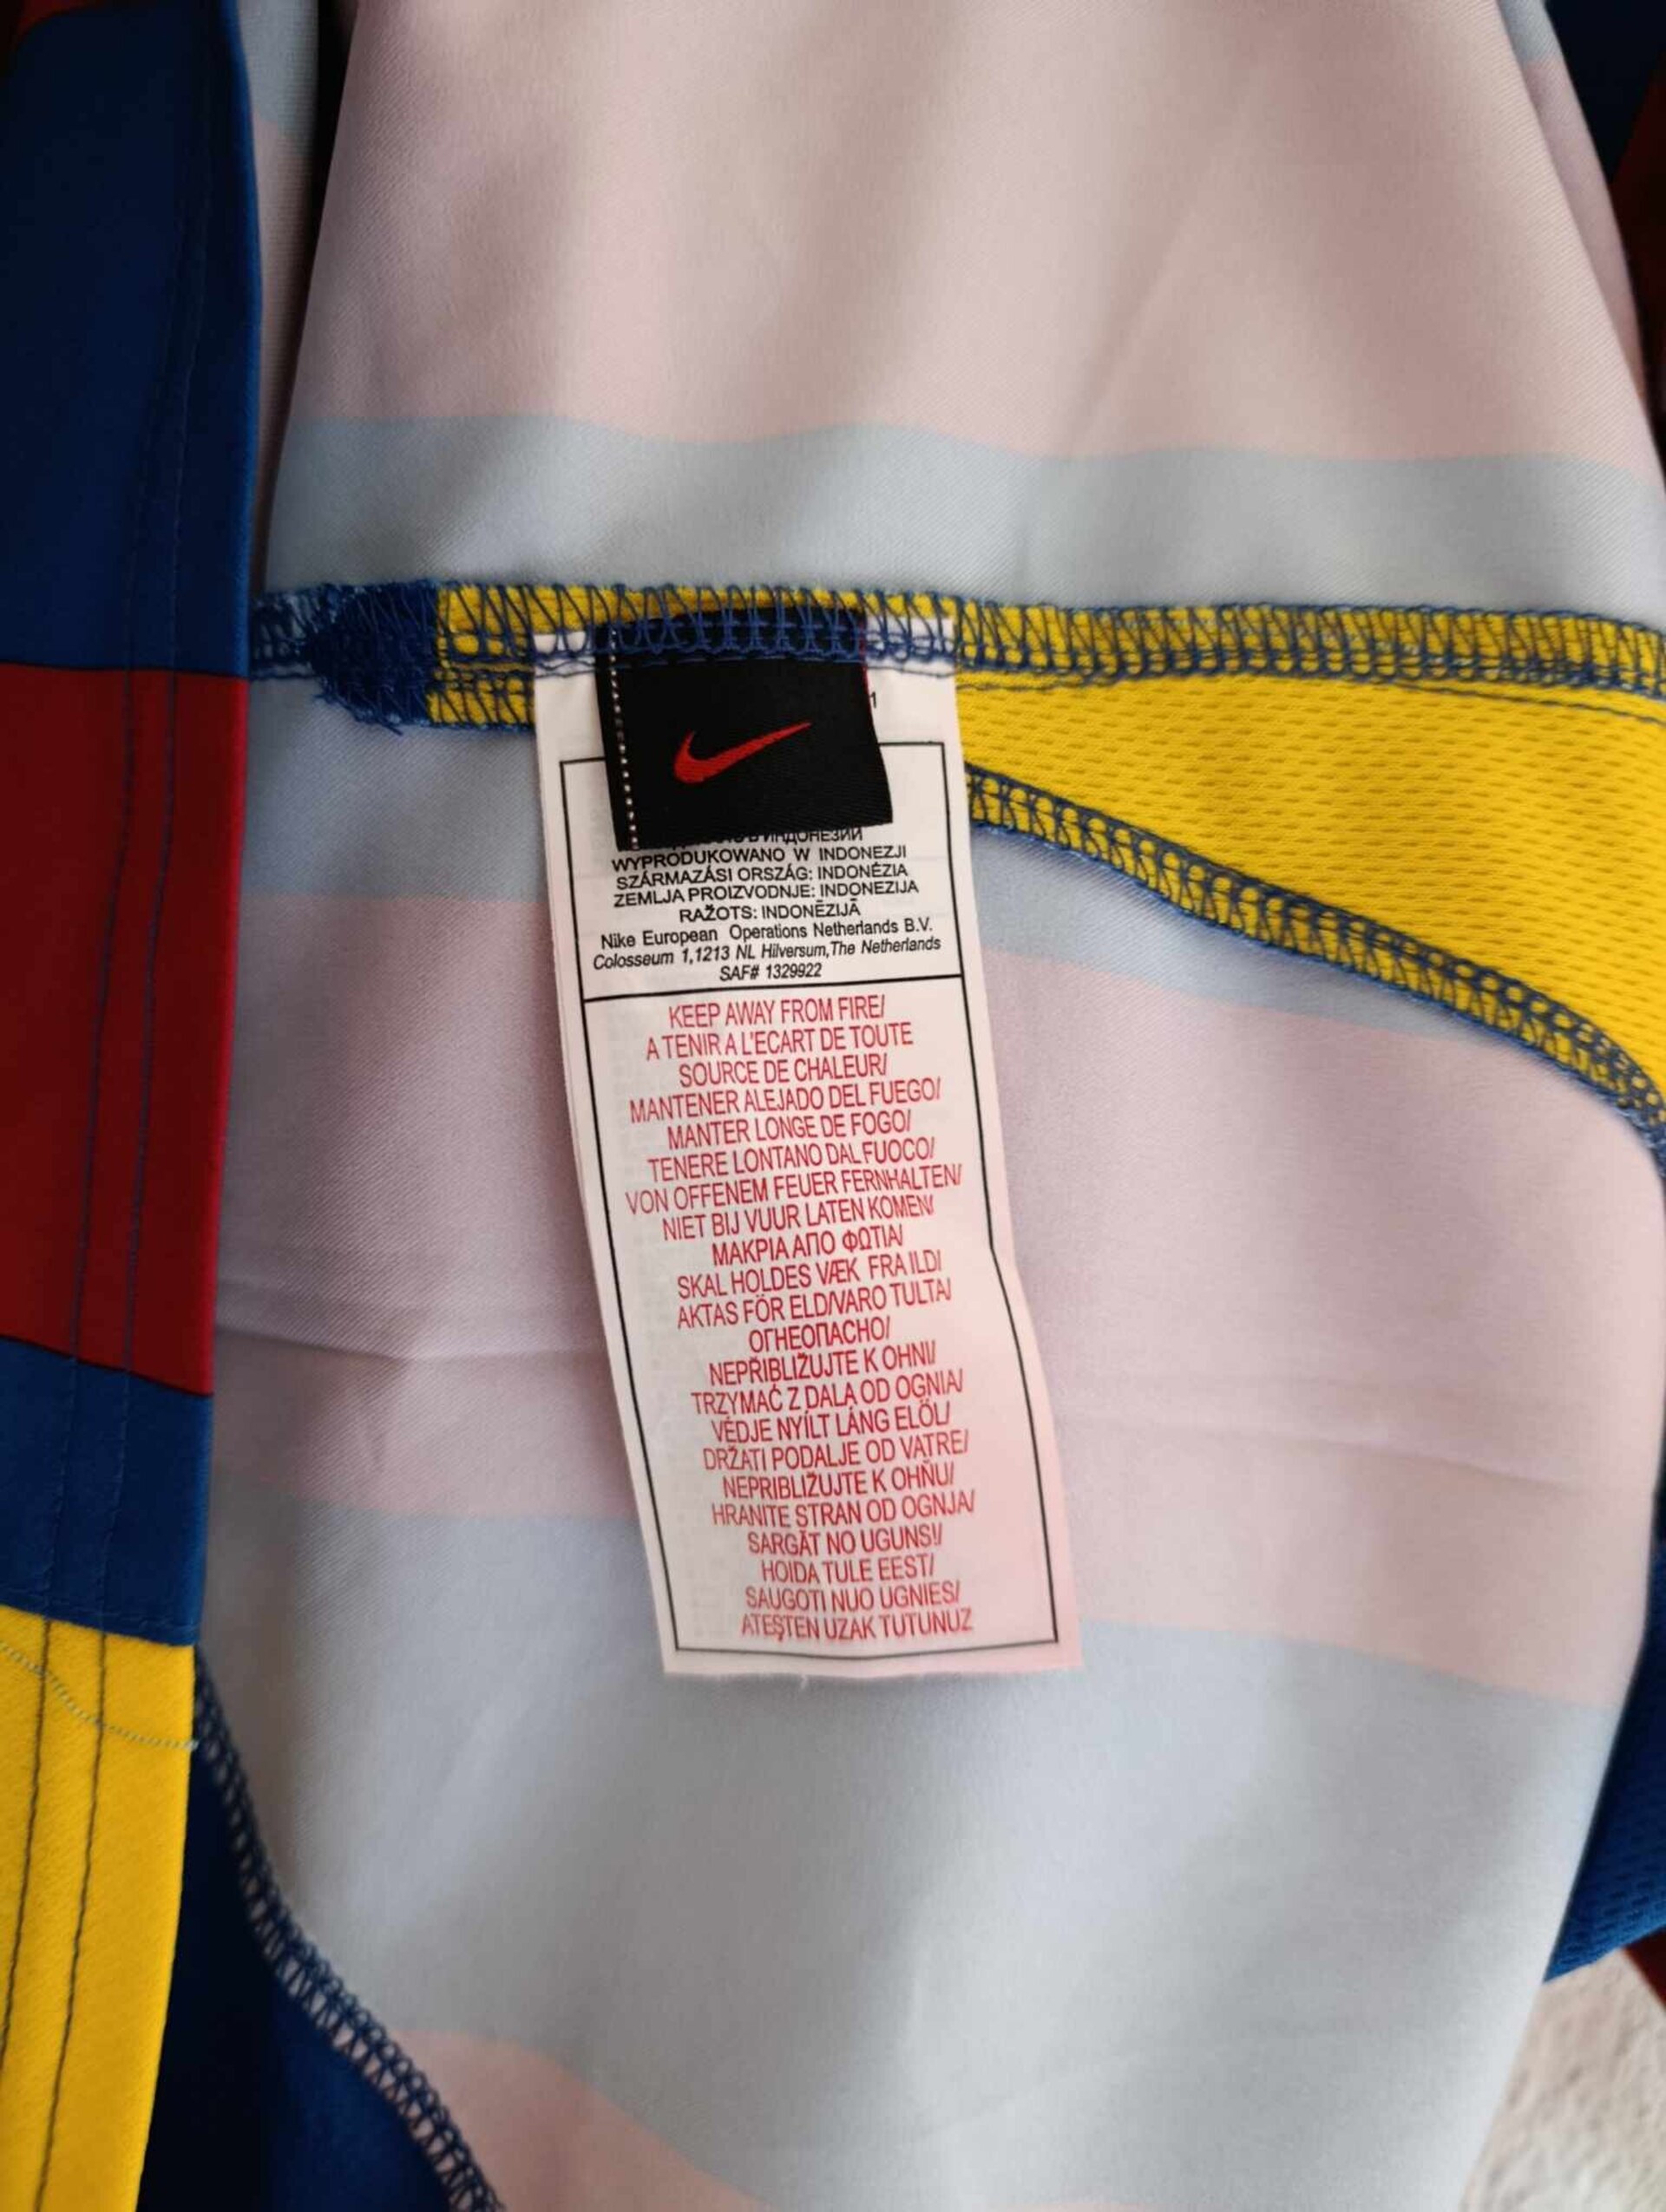 1
ИНДОНЕЗИИ
WYPRODUKOWANO W INDONEZJI
SZÁRMAZÁSI ORSZÁG: INDONÉZIA
ZEMLJA PROIZVODNJE: INDONEZIJA
RAŽOTS: INDONĒZIJĀ
Nike European Operations Netherlands B.V.
Colosseum 1,1213 NL Hilversum,The Netherlands
SAF# 1329922
KEEP AWAY FROM FIRE/
A TENIR A L'ECART DE TOUTE
SOURCE DE CHALEUR/
MANTENER ALEJADO DEL FUEGO/
MANTER LONGE DE FOGO/
TENERE LONTANO DAL FUOCO/
VON OFFENEM FEUER FERNHALTEN/
NIET BIJ VUUR LATEN KOMEN/
ΜΑΚΡΙΑ ΑΠΟ ΦΩΤΙΑ/
SKAL HOLDES VÆK FRA ILD/
AKTAS FÖR ELD/VARO TULTA/
ОГНЕОПАСНО/
NEPŘIBLIŽUJTE K OHNI/
TRZYMAĆ Z DALA OD OGNIA/
VÉDJE NYÍLT LÁNG ELÖL/
DRŽATI PODALJE OD VATRE/
NEPRIBLIŽUJTE K OHŇU/
HRANITE STRAN OD OGNJA/
SARGĀT NO UGUNS!/
HOIDA TULE EEST/
SAUGOTI NUO UGNIES/
ATEŞTEN UZAK TUTUNUZ